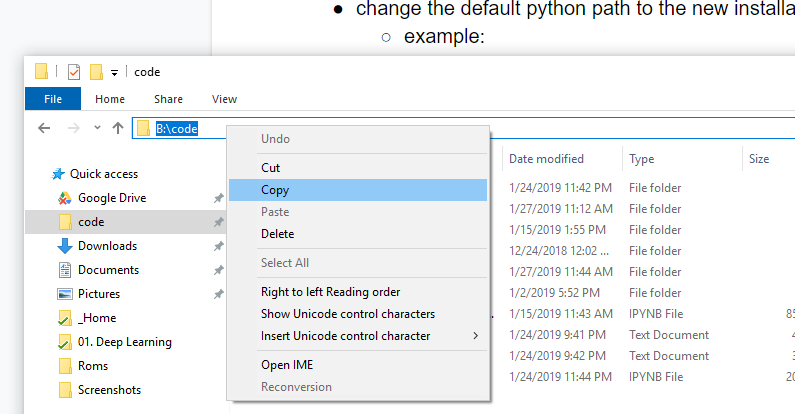 ● change the default python path to the new installa
○ example:
code
File Home Share View
B:\code
Undo
Cut
Copy
Paste
Delete
Select All
Right to left Reading order
Show Unicode control characters
Insert Unicode control character
Open IME
Reconversion
Quick access
Google Drive
code
Downloads
Documents
Pictures
_Home
01. Deep Learning
Roms
Screenshots
Date modified Type Size
1/24/2019 11:42 PM File folder
1/27/2019 11:12 AM File folder
1/15/2019 1:55 PM File folder
12/24/2018 12:02 ... File folder
1/27/2019 11:44 AM File folder
1/2/2019 5:52 PM File folder
1/15/2019 11:43 AM IPYNB File 85
1/24/2019 9:41 PM Text Document 4
1/24/2019 9:42 PM Text Document
1/24/2019 11:44 PM IPYNB File 20